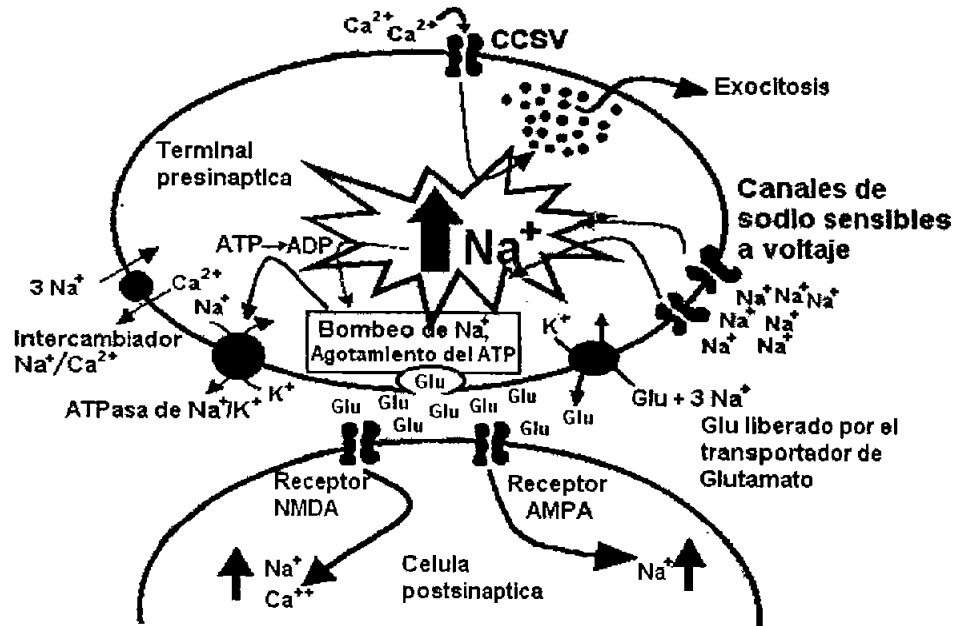 Ca²⁺ Ca²⁺
CCSV
Exocitosis
Terminal
presinaptica
Canales de
sodio sensibles
a voltaje
Na⁺
ATP→ADP
3 Na⁺
Ca²⁺
Na⁺
Intercambiador
Na⁺/Ca²⁺
Bombeo de Na⁺,
Agotamiento del ATP
K⁺
Na⁺ Na⁺ Na⁺
Na⁺ Na⁺
Na⁺ Na⁺
ATPasa de Na⁺/K⁺
K⁺
Glu
Glu Glu Glu Glu Glu
Glu Glu
Glu
Glu + 3 Na⁺
Glu liberado por el
transportador de
Glutamato
Receptor
NMDA
Receptor
AMPA
Na⁺
Ca⁺⁺
Celula
postsinaptica
Na⁺